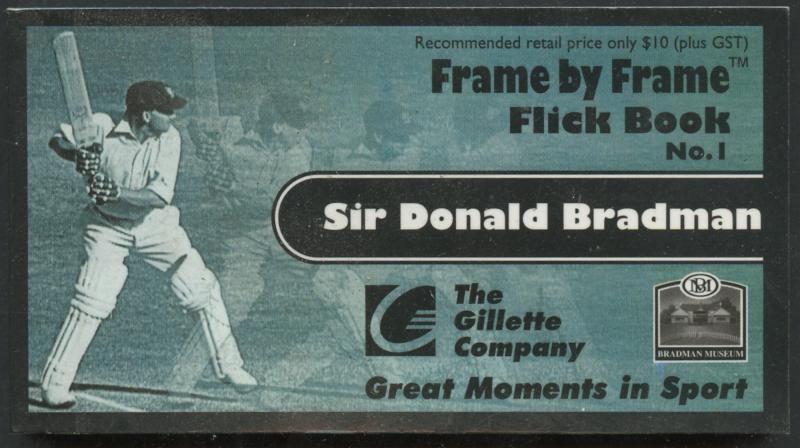 Recommended retail price only $10 (plus GST)
Frame by Frame™
Flick Book
No.1
Sir Donald Bradman
The
Gillette
Company
BM
BRADMAN MUSEUM
Great Moments in Sport